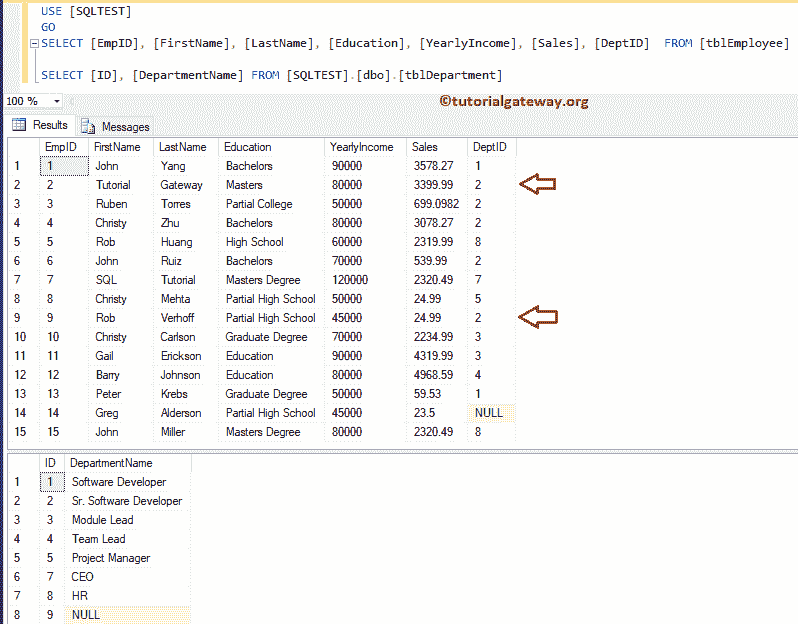 USE [SQLTEST]
GO
SELECT [EmpID], [FirstName], [LastName], [Education], [YearlyIncome], [Sales], [DeptID]  FROM [tblEmployee]
SELECT [ID], [DepartmentName] FROM [SQLTEST].[dbo].[tblDepartment]
100 %
©tutorialgateway.org
Results Messages
EmpID FirstName LastName Education YearlyIncome Sales DeptID
1 1 John Yang Bachelors 90000 3578.27 1
2 2 Tutorial Gateway Masters 80000 3399.99 2
3 3 Ruben Torres Partial College 50000 699.0982 2
4 4 Christy Zhu Bachelors 80000 3078.27 2
5 5 Rob Huang High School 60000 2319.99 8
6 6 John Ruiz Bachelors 70000 539.99 2
7 7 SQL Tutorial Masters Degree 120000 2320.49 7
8 8 Christy Mehta Partial High School 50000 24.99 5
9 9 Rob Verhoff Partial High School 45000 24.99 2
10 10 Christy Carlson Graduate Degree 70000 2234.99 3
11 11 Gail Erickson Education 90000 4319.99 3
12 12 Barry Johnson Education 80000 4968.59 4
13 13 Peter Krebs Graduate Degree 50000 59.53 1
14 14 Greg Alderson Partial High School 45000 23.5 NULL
15 15 John Miller Masters Degree 80000 2320.49 8
ID DepartmentName
1 1 Software Developer
2 2 Sr. Software Developer
3 3 Module Lead
4 4 Team Lead
5 5 Project Manager
6 7 CEO
7 8 HR
8 9 NULL